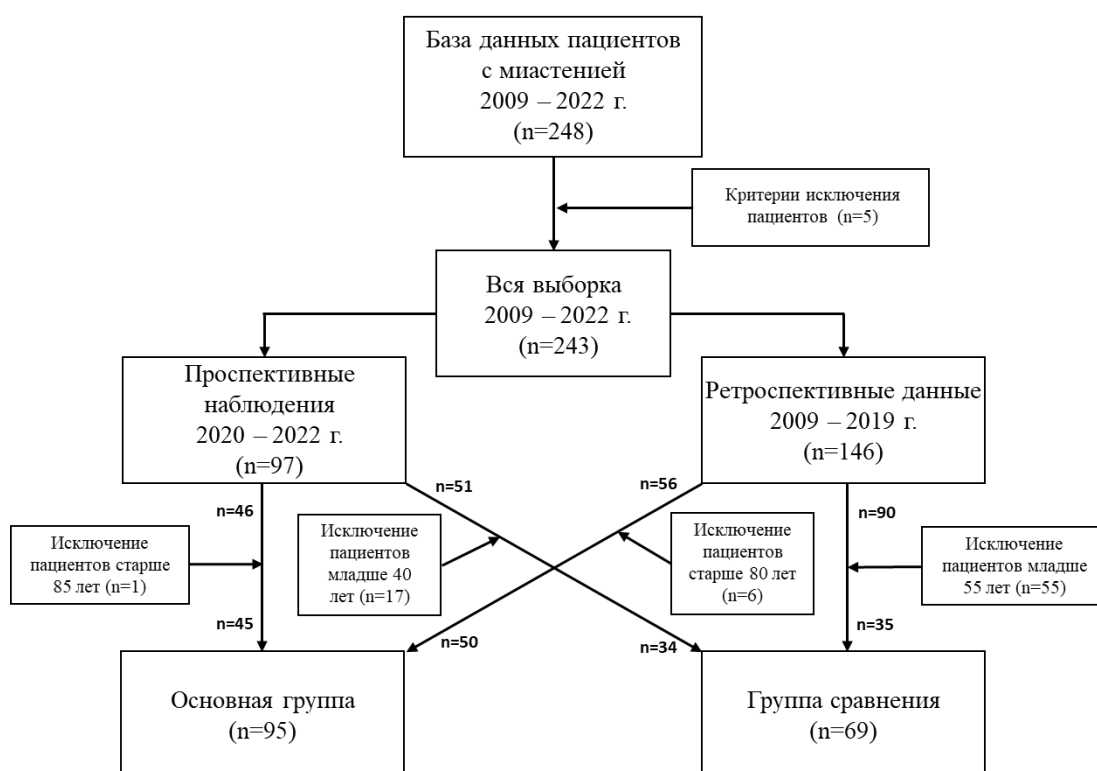 База данных пациентов
с миастенией
2009 – 2022 г.
(n=248)
Критерии исключения
пациентов (n=5)
Вся выборка
2009 – 2022 г.
(n=243)
Проспективные
наблюдения
2020 – 2022 г.
(n=97)
Ретроспективные данные
2009 – 2019 г.
(n=146)
n=46
n=51
n=56
n=90
Исключение
пациентов старше
85 лет (n=1)
Исключение
пациентов
младше 40
лет (n=17)
Исключение
пациентов
старше 80 лет
(n=6)
Исключение
пациентов младше
55 лет (n=55)
n=45
n=50
n=34
n=35
Основная группа
(n=95)
Группа сравнения
(n=69)